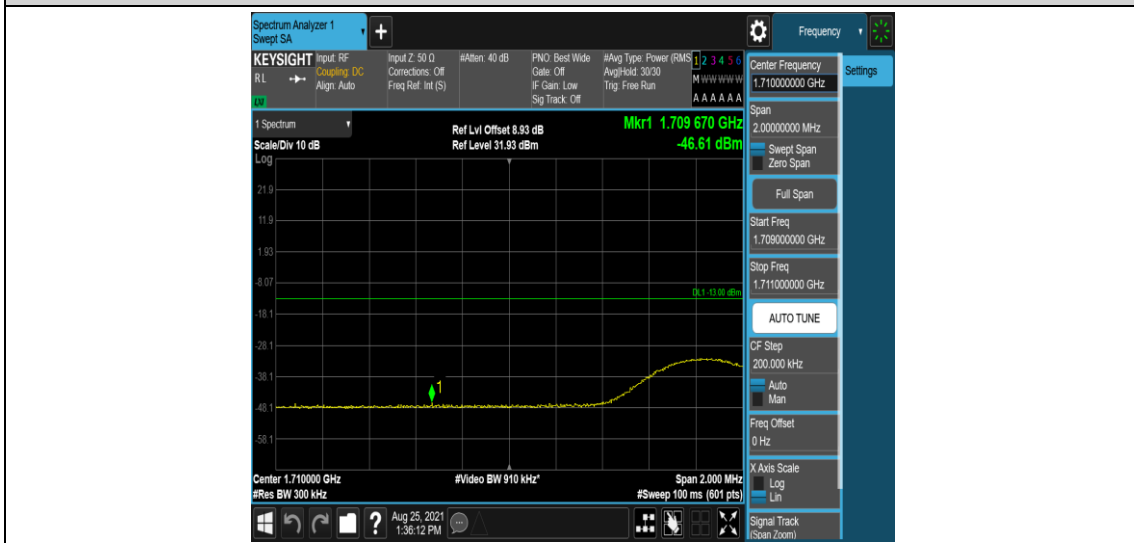 Spectrum Analyzer 1
Swept SA
+
Frequency
KEYSIGHT
RL
Input: RF
Coupling: DC
Align: Auto
Input Z: 50 Ω
Corrections: Off
Freq Ref: Int (S)
#Atten: 40 dB
PNO: Best Wide
Gate: Off
IF Gain: Low
Sig Track: Off
#Avg Type: Power (RMS
Avg|Hold: 30/30
Trig: Free Run
1 2 3 4 5 6
M W W W W W
A A A A A A
1 Spectrum
Scale/Div 10 dB
Ref Lvl Offset 8.93 dB
Ref Level 31.93 dBm
Mkr1 1.709 670 GHz
-46.61 dBm
Log
21.9
11.9
1.93
-8.07
DL1 -13.00 dBm
-18.1
-28.1
-38.1
1
-48.1
-58.1
Center 1.710000 GHz
#Video BW 910 kHz*
Span 2.000 MHz
#Res BW 300 kHz
#Sweep 100 ms (601 pts)
Center Frequency
1.710000000 GHz
Settings
Span
2.00000000 MHz
Swept Span
Zero Span
Full Span
Start Freq
1.709000000 GHz
Stop Freq
1.711000000 GHz
AUTO TUNE
CF Step
200.000 kHz
Auto
Man
Freq Offset
0 Hz
X Axis Scale
Log
Lin
Signal Track
(Span Zoom)
?
Aug 25, 2021
1:36:12 PM